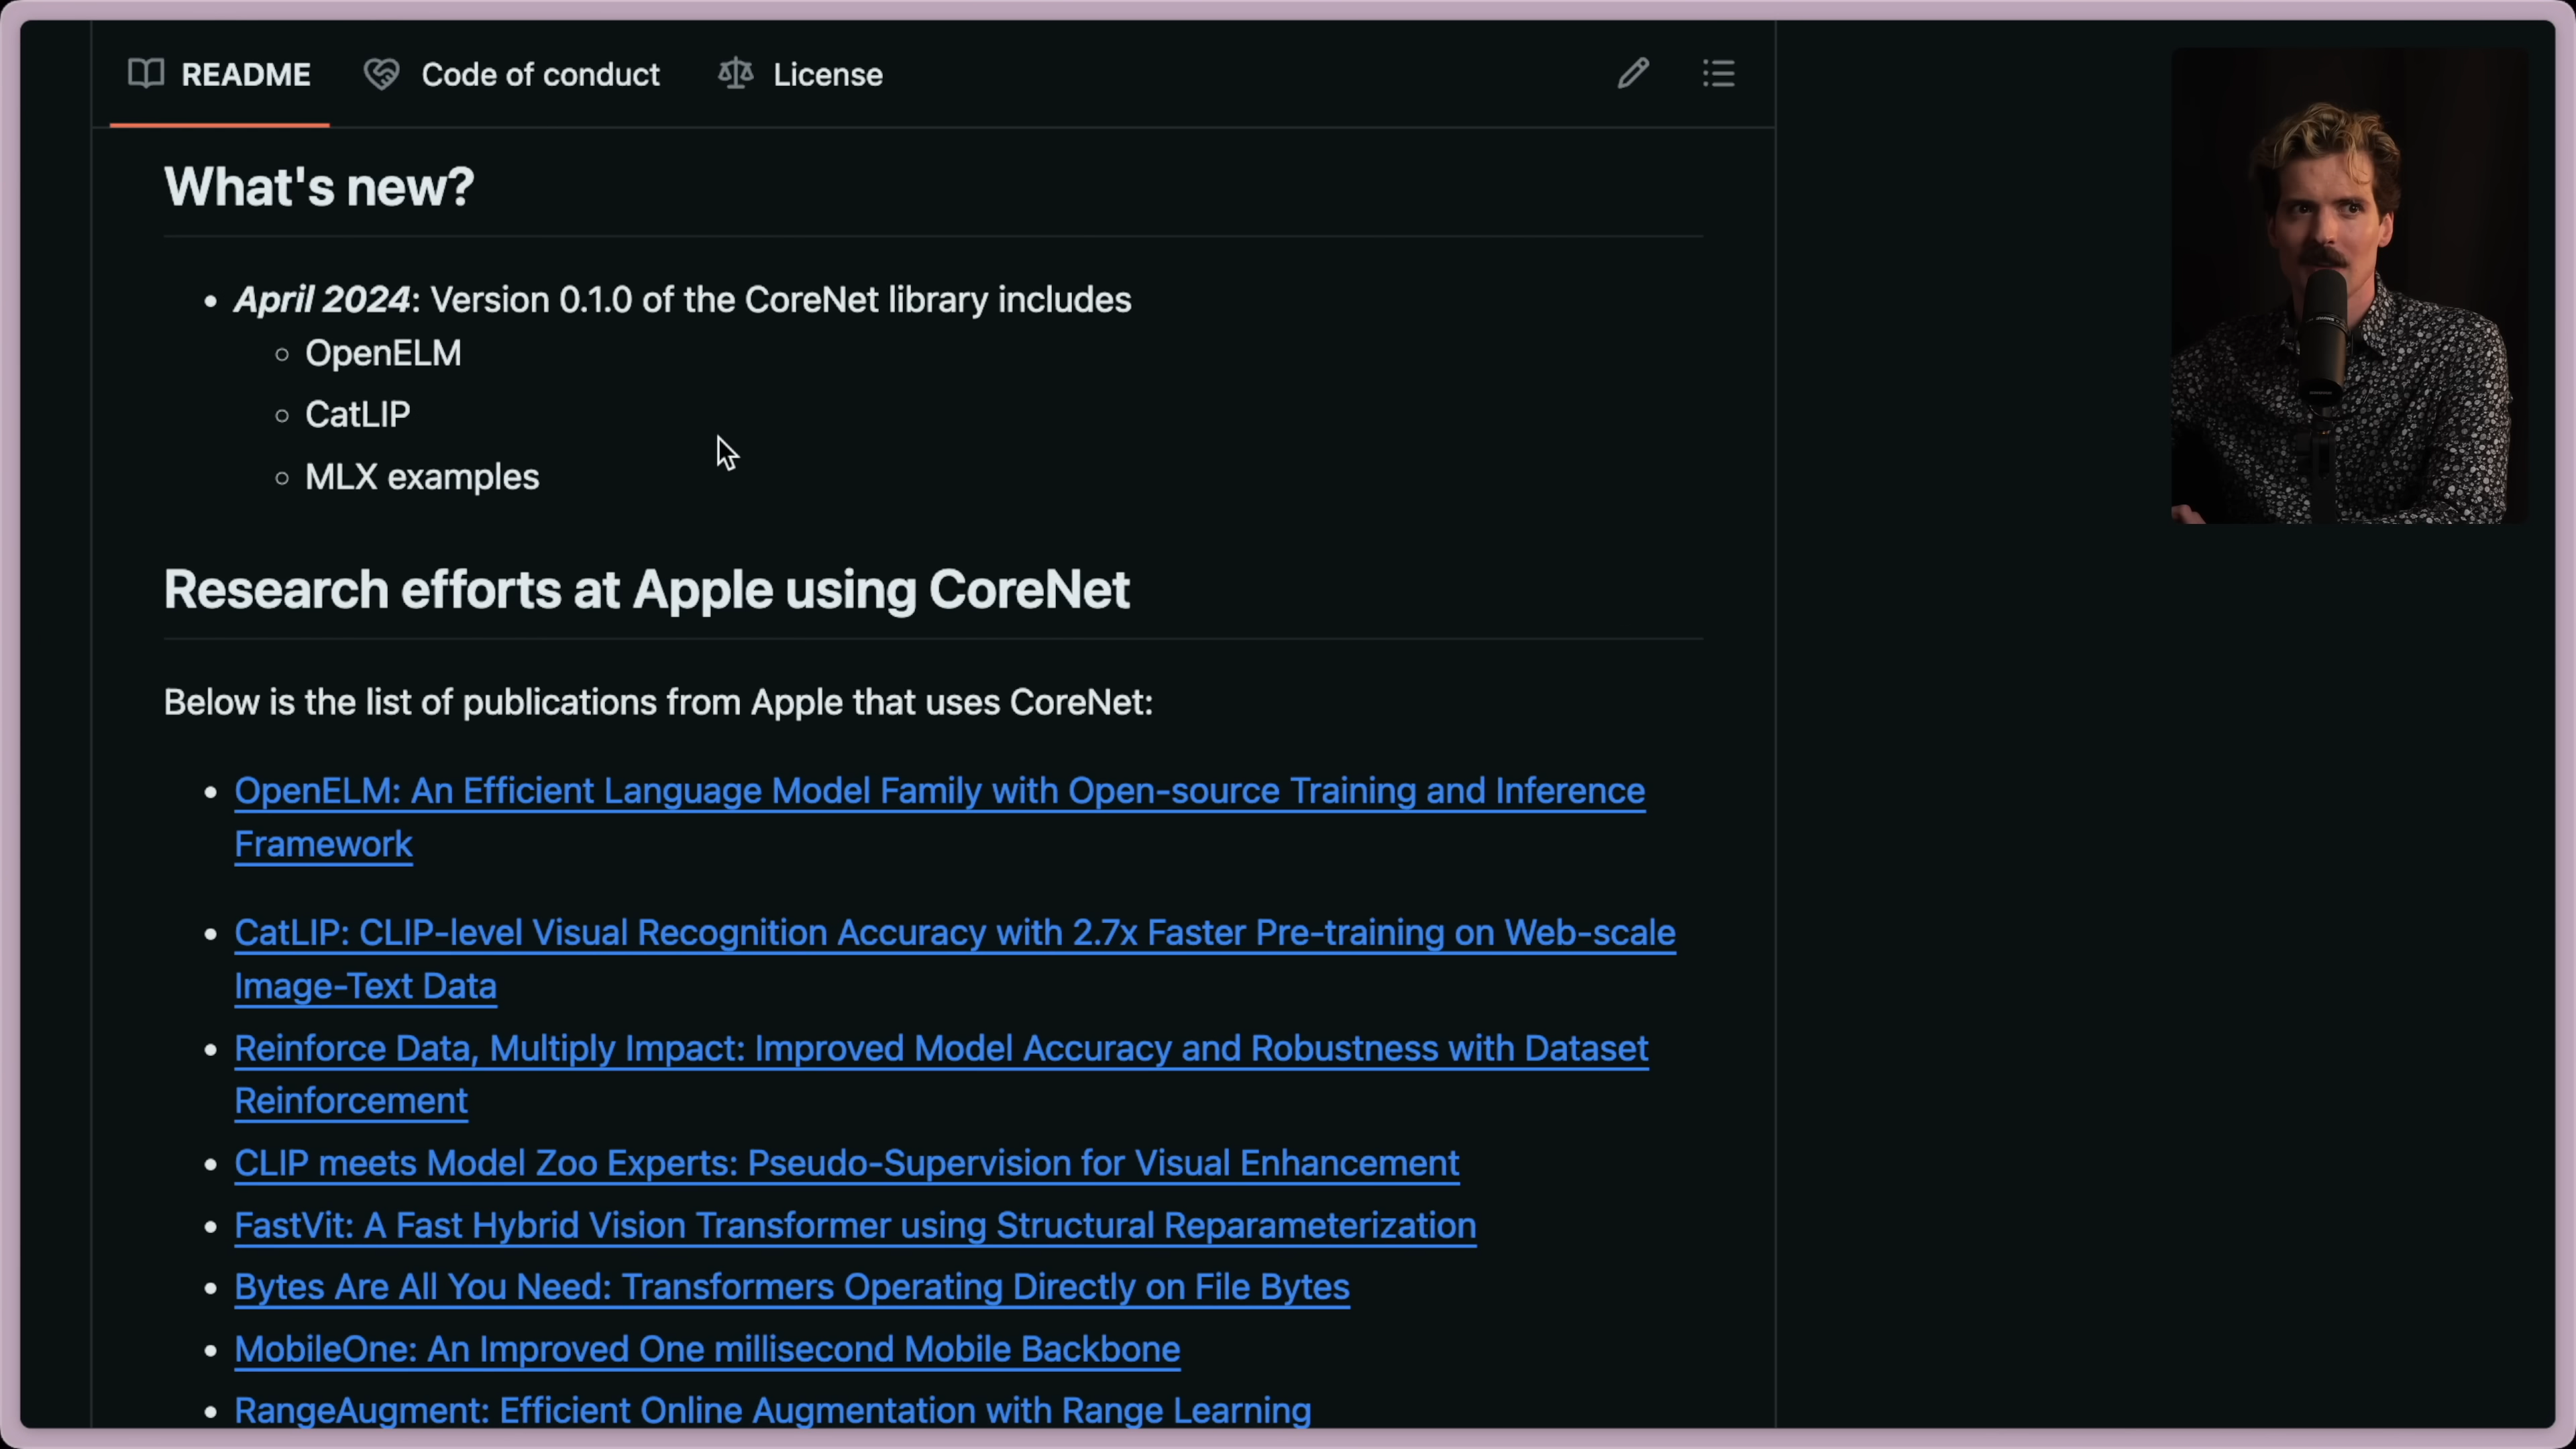 README
Code of conduct
License
What's new?
April 2024: Version 0.1.0 of the CoreNet library includes
OpenELM
CatLIP
MLX examples
Research efforts at Apple using CoreNet
Below is the list of publications from Apple that uses CoreNet:
OpenELM: An Efficient Language Model Family with Open-source Training and Inference
Framework
CatLIP: CLIP-level Visual Recognition Accuracy with 2.7x Faster Pre-training on Web-scale
Image-Text Data
Reinforce Data, Multiply Impact: Improved Model Accuracy and Robustness with Dataset
Reinforcement
CLIP meets Model Zoo Experts: Pseudo-Supervision for Visual Enhancement
FastVit: A Fast Hybrid Vision Transformer using Structural Reparameterization
Bytes Are All You Need: Transformers Operating Directly on File Bytes
MobileOne: An Improved One millisecond Mobile Backbone
RangeAugment: Efficient Online Augmentation with Range Learning